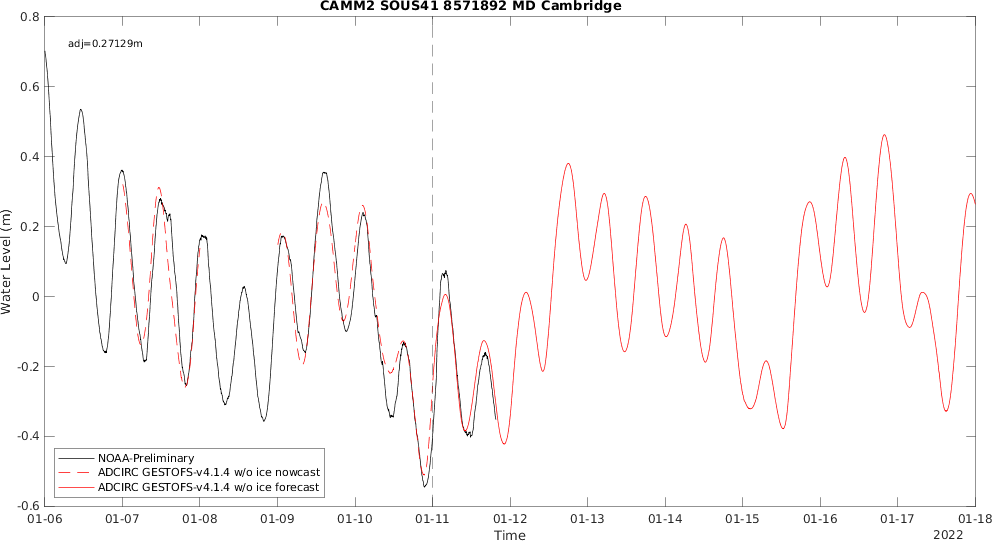 CAMM2 SOUS41 8571892 MD Cambridge
adj=0.27129m
0.8
0.6
0.4
0.2
0
-0.2
-0.4
-0.6
Water Level (m)
NOAA-Preliminary
ADCIRC GESTOFS-v4.1.4 w/o ice nowcast
ADCIRC GESTOFS-v4.1.4 w/o ice forecast
01-06 01-07 01-08 01-09 01-10 01-11 01-12 01-13 01-14 01-15 01-16 01-17 01-18
Time
2022